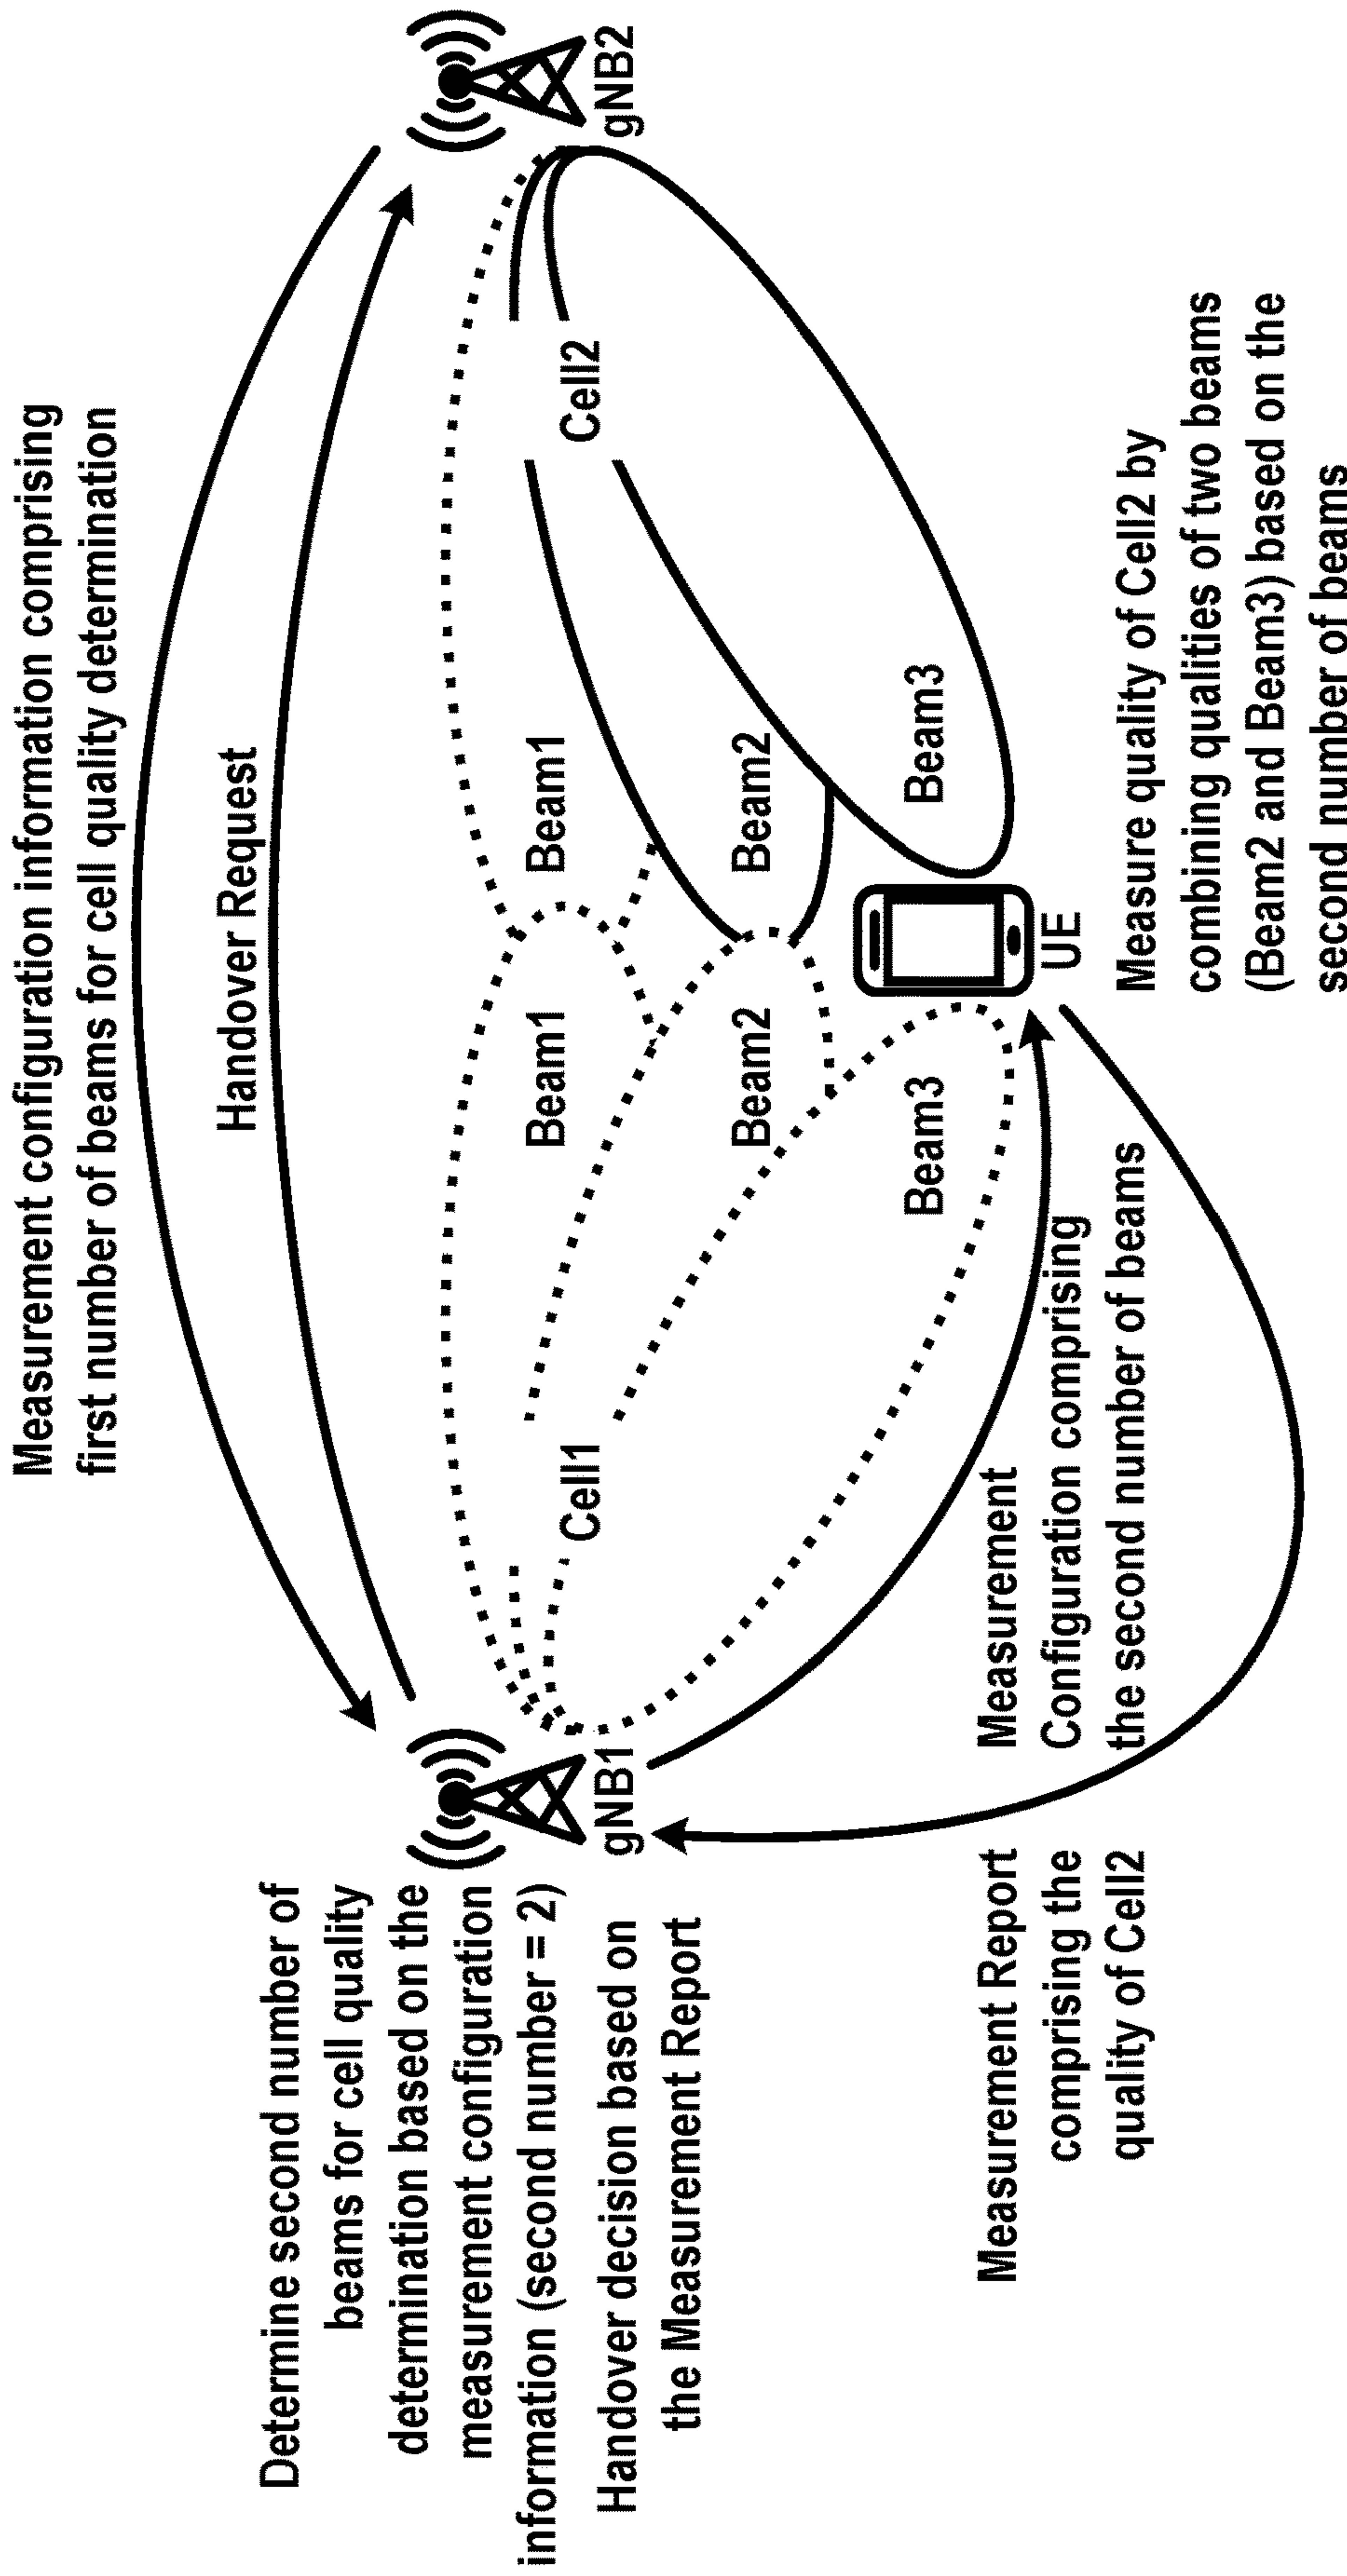 Measurement configuration information comprising
first number of beams for cell quality determination
Handover Request
Determine second number of
beams for cell quality
determination based on the
measurement configuration
information (second number = 2)
Handover decision based on
the Measurement Report
gNB1
gNB2
Cell1
Cell2
Beam1
Beam1
Beam2
Beam2
Beam3
Beam3
UE
Measurement
Configuration comprising
the second number of beams
Measurement Report
comprising the
quality of Cell2
Measure quality of Cell2 by
combining qualities of two beams
(Beam2 and Beam3) based on the
second number of beams